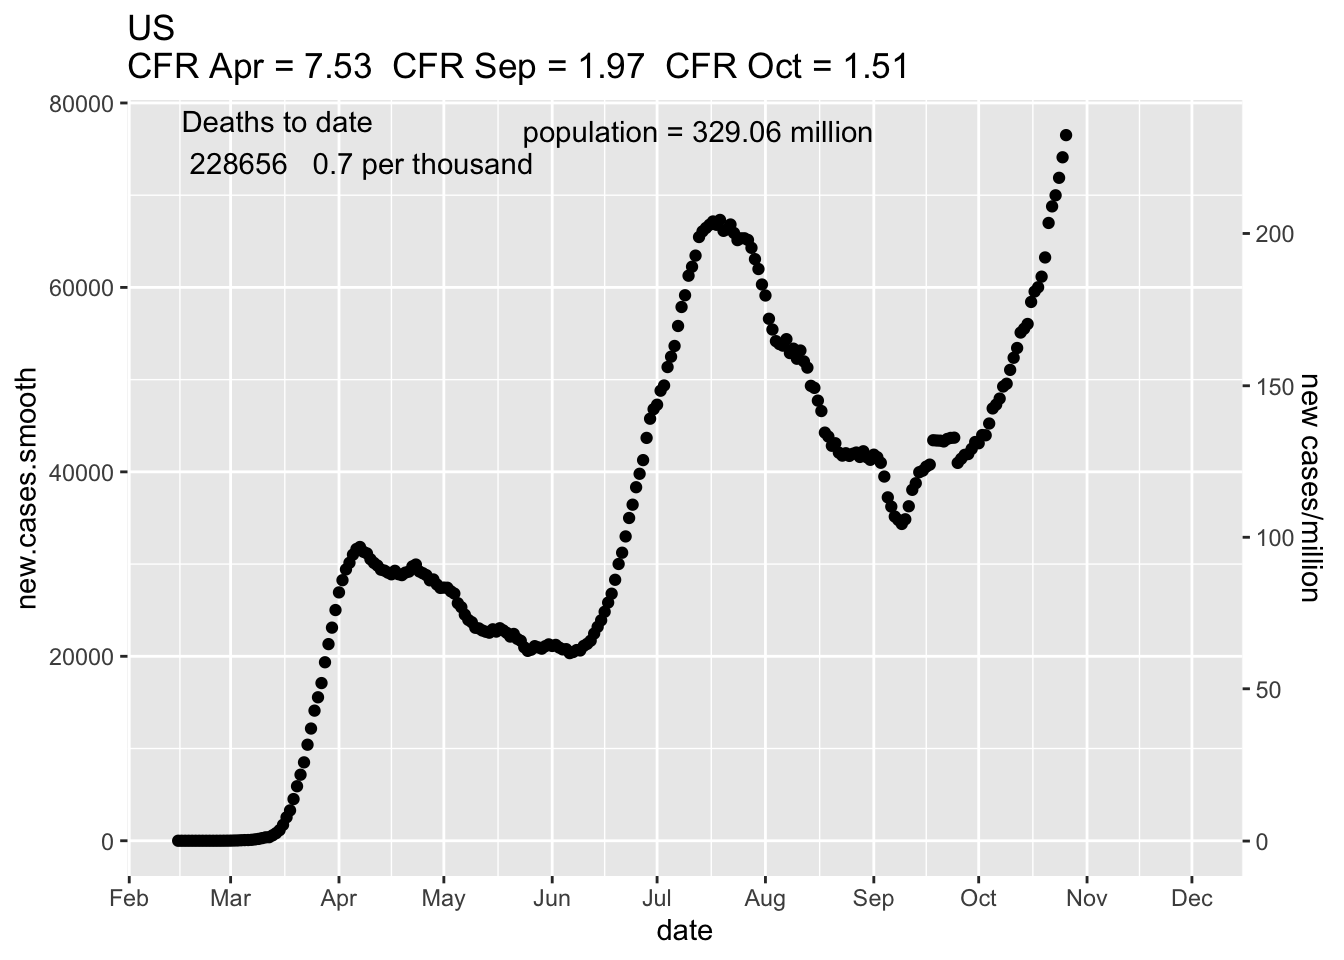 US
CFR Apr = 7.53 CFR Sep = 1.97 CFR Oct = 1.51
Deaths to date
228656 0.7 per thousand
population = 329.06 million
80000
60000
40000
20000
0
new.cases.smooth
200
150
100
50
0
new cases/million
Feb Mar Apr May Jun Jul Aug Sep Oct Nov Dec
date